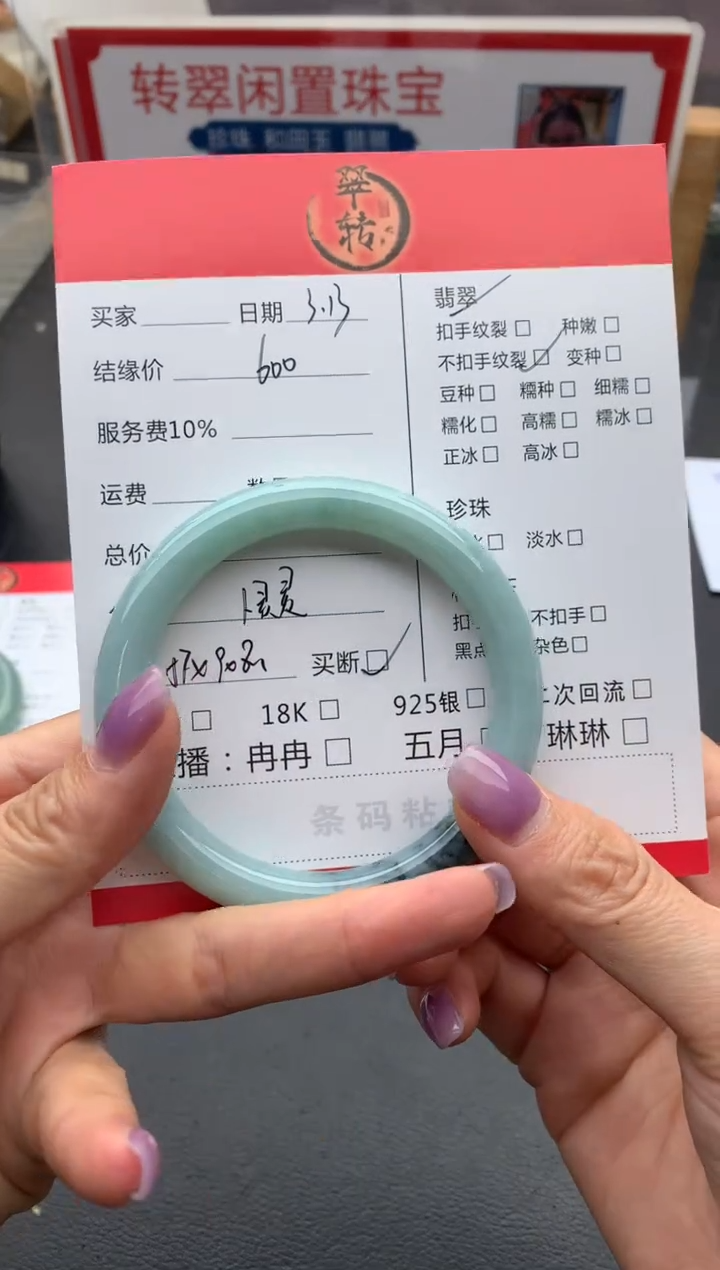 转翠闲置珠宝
珍珠 和田玉 翡翠
翠
转
买家 日期 3.13
结缘价 600
服务费10%
运费
总价
买断
18K
925银
二次回流
播：冉冉
五月
琳琳
条码粘
翡翠
扣手纹裂 种嫩
不扣手纹裂 变种
豆种 糯种 细糯
糯化 高糯 糯冰
正冰 高冰
珍珠
淡水
扣 不扣手
黑点 杂色